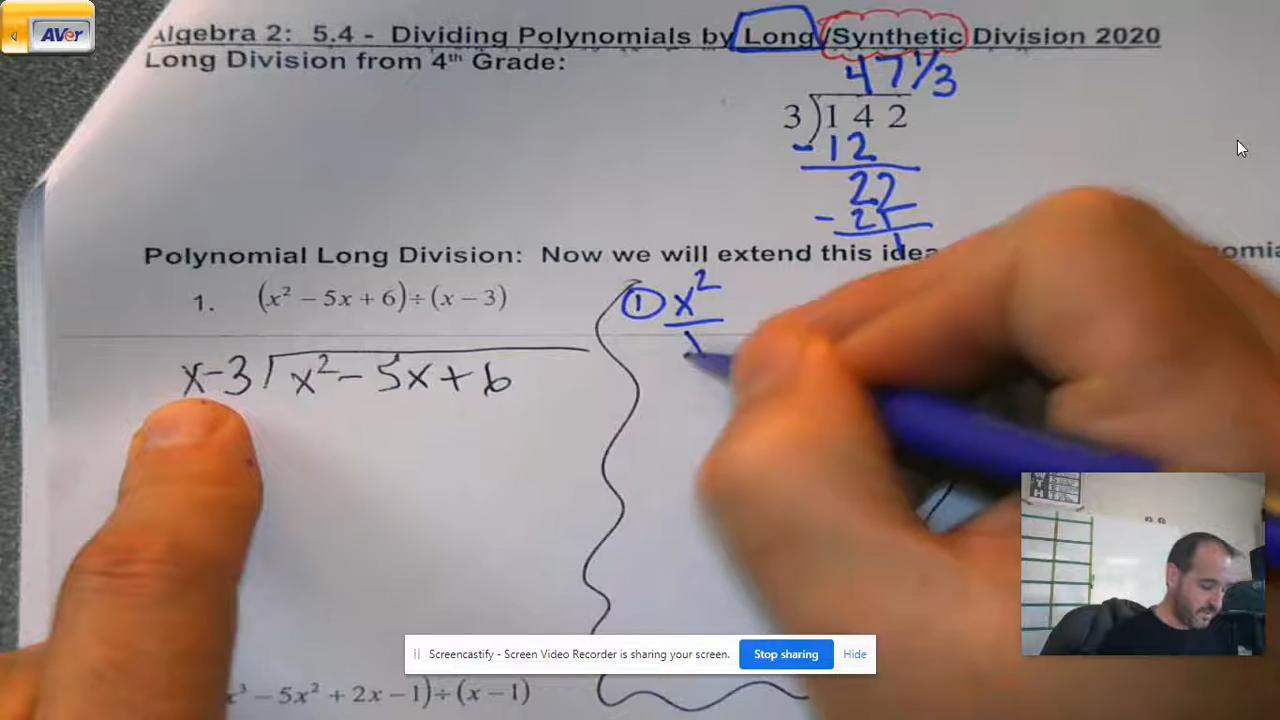 AVer
Algebra 2: 5.4 - Dividing Polynomials by Long/Synthetic Division 2020
Long Division from 4th Grade:
47 1/3
3)142
-12
22
-21
1
Polynomial Long Division: Now we will extend this idea
1. (x² − 5x + 6) ÷ (x − 3)
① x²
x-3 x²- 5x + 6
Screencastify - Screen Video Recorder is sharing your screen. Stop sharing Hide
x³ − 5x² + 2x − 1) ÷ (x − 1)